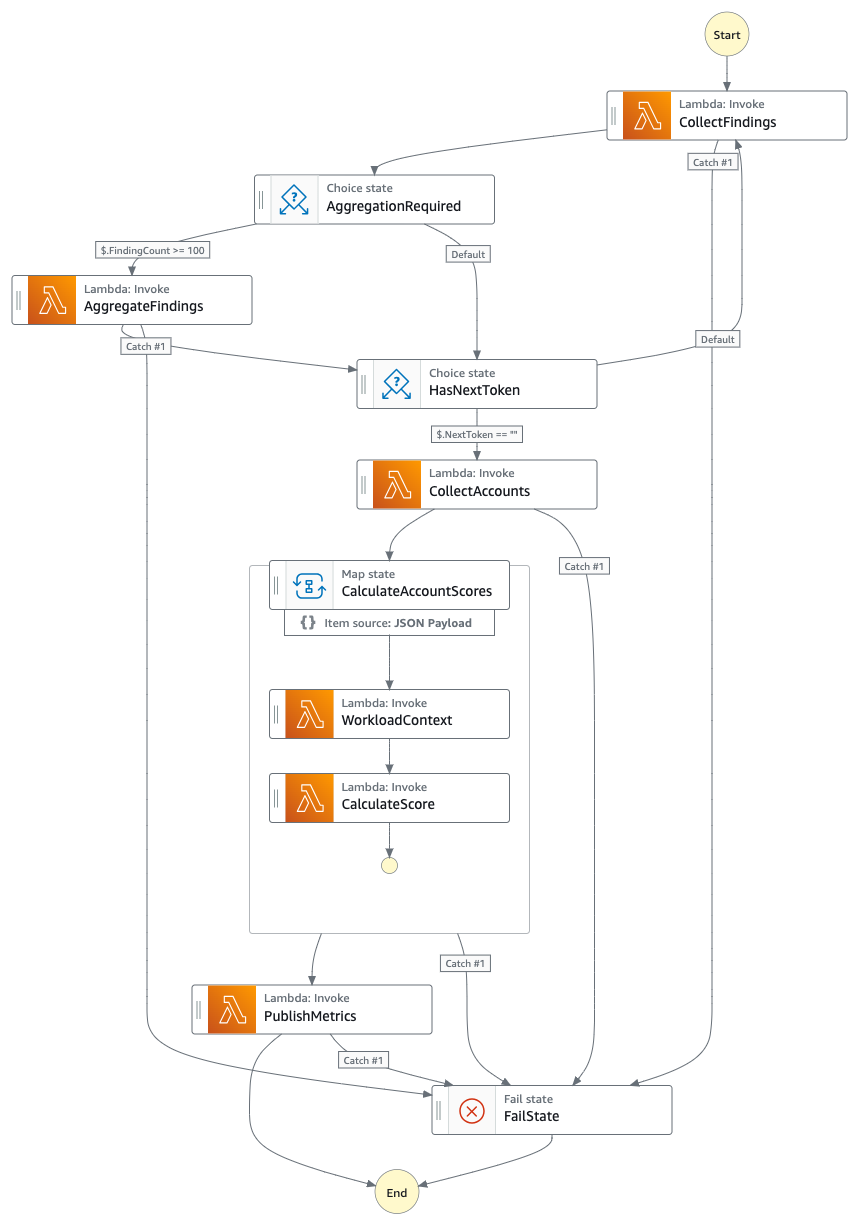 Start
Lambda: Invoke
CollectFindings
Catch #1
Choice state
AggregationRequired
$.FindingCount >= 100
Default
Lambda: Invoke
AggregateFindings
Catch #1
Default
Choice state
HasNextToken
$.NextToken == ""
Lambda: Invoke
CollectAccounts
Catch #1
Map state
CalculateAccountScores
{} Item source: JSON Payload
Lambda: Invoke
WorkloadContext
Lambda: Invoke
CalculateScore
Catch #1
Lambda: Invoke
PublishMetrics
Catch #1
Fail state
FailState
End